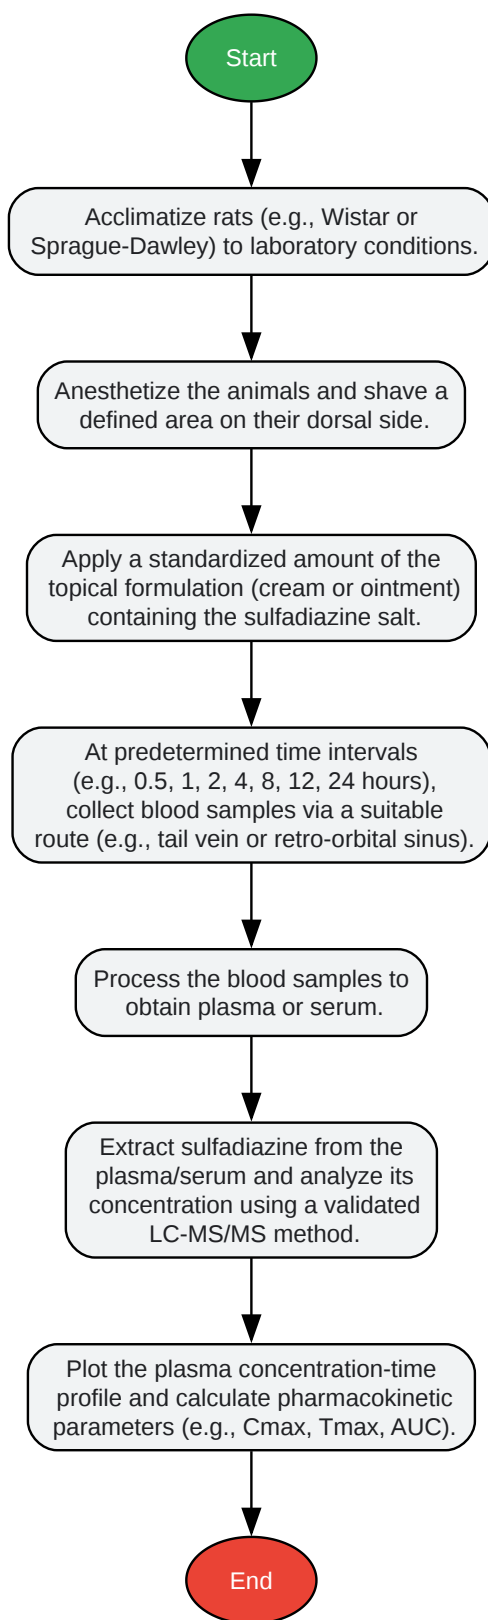 Start
Acclimatize rats (e.g., Wistar or
Sprague-Dawley) to laboratory conditions.
Anesthetize the animals and shave a
defined area on their dorsal side.
Apply a standardized amount of the
topical formulation (cream or ointment)
containing the sulfadiazine salt.
At predetermined time intervals
(e.g., 0.5, 1, 2, 4, 8, 12, 24 hours),
collect blood samples via a suitable
route (e.g., tail vein or retro-orbital sinus).
Process the blood samples to
obtain plasma or serum.
Extract sulfadiazine from the
plasma/serum and analyze its
concentration using a validated
LC-MS/MS method.
Plot the plasma concentration-time
profile and calculate pharmacokinetic
parameters (e.g., Cmax, Tmax, AUC).
End